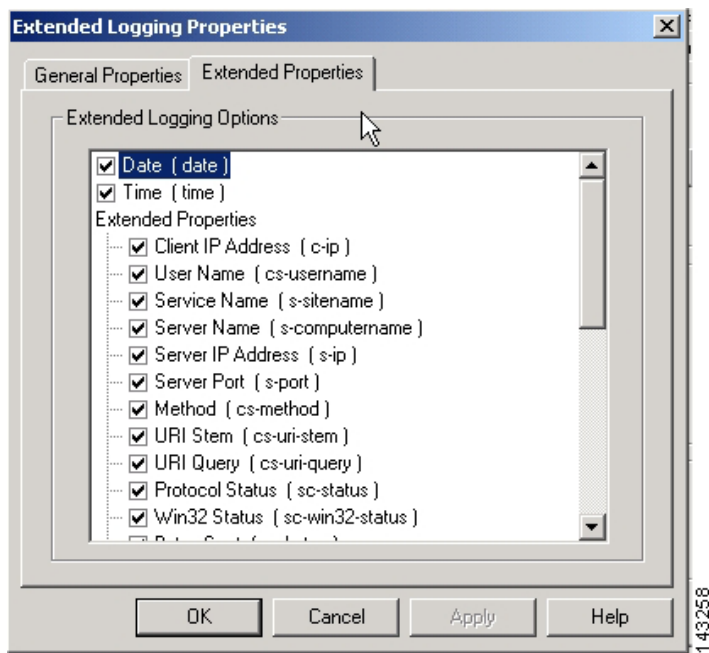 Extended Logging Properties
General Properties
Extended Properties
Extended Logging Options
Date ( date )
Time ( time )
Extended Properties
Client IP Address ( c-ip )
User Name ( cs-username )
Service Name ( s-sitename )
Server Name ( s-computername )
Server IP Address ( s-ip )
Server Port ( s-port )
Method ( cs-method )
URI Stem ( cs-uri-stem )
URI Query ( cs-uri-query )
Protocol Status ( sc-status )
Win32 Status ( sc-win32-status )
OK
Cancel
Apply
Help
143258